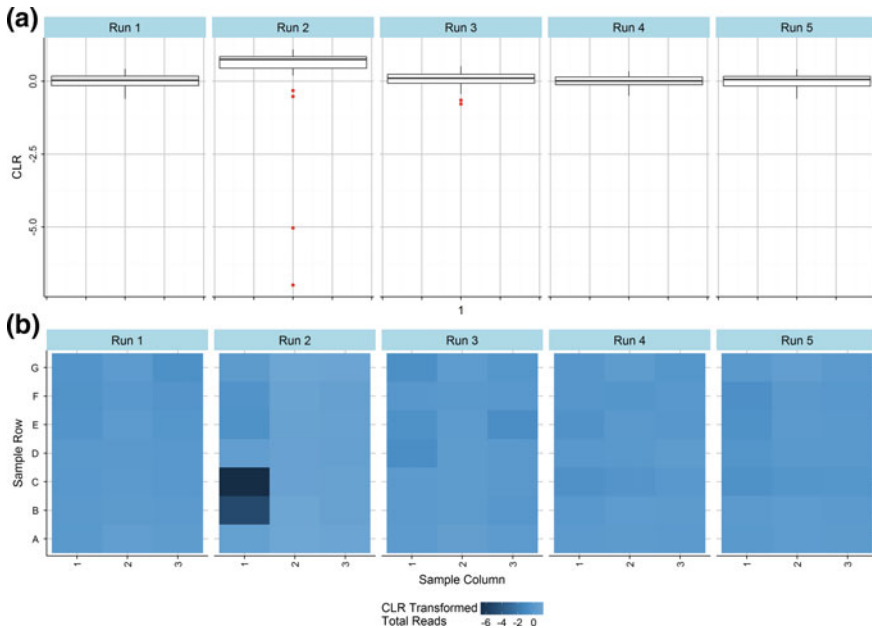 (a)
Run 1 Run 2 Run 3 Run 4 Run 5
0.0
-2.5
-5.0
CLR
1
(b)
Run 1 Run 2 Run 3 Run 4 Run 5
G
F
E
D
C
B
A
Sample Row
1 2 3 1 2 3 1 2 3 1 2 3 1 2 3
Sample Column
CLR Transformed
Total Reads
-6 -4 -2 0